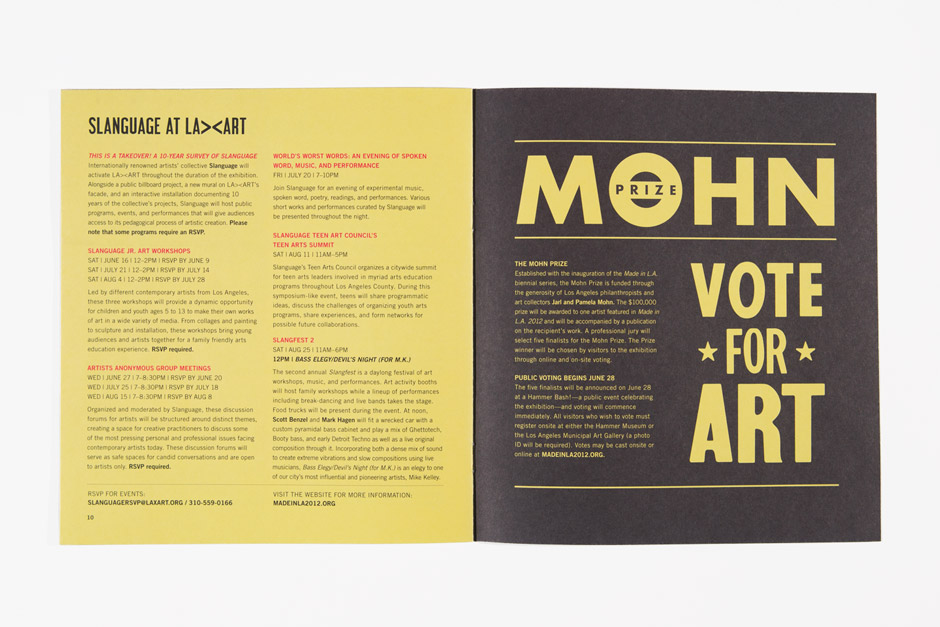 SLANGUAGE AT LA><ART
THIS IS A TAKEOVER! A 10-YEAR SURVEY OF SLANGUAGE
Internationally renowned artists' collective Slanguage will
activate LA><ART throughout the duration of the exhibition.
Alongside a public billboard project, a new mural on LA><ART's
facade, and an interactive installation documenting 10
years of the collective's projects, Slanguage will host public
programs, events, and performances that will give audiences
access to its pedagogical process of artistic creation. Please
note that some programs require an RSVP.
SLANGUAGE JR. ART WORKSHOPS
SAT | JUNE 16 | 12–2PM | RSVP BY JUNE 9
SAT | JULY 21 | 12–2PM | RSVP BY JULY 14
SAT | AUG 4 | 12–2PM | RSVP BY JULY 28
Led by different contemporary artists from Los Angeles,
these three workshops will provide a dynamic opportunity
for children and youth ages 5 to 13 to make their own works
of art in a wide variety of media. From collages and painting
to sculpture and installation, these workshops bring young
audiences and artists together for a family friendly arts
education experience. RSVP required.
ARTISTS ANONYMOUS GROUP MEETINGS
WED | JUNE 27 | 7–8:30PM | RSVP BY JUNE 20
WED | JULY 25 | 7–8:30PM | RSVP BY JULY 18
WED | AUG 15 | 7–8:30PM | RSVP BY AUG 8
Organized and moderated by Slanguage, these discussion
forums for artists will be structured around distinct themes,
creating a space for creative practitioners to discuss some
of the most pressing personal and professional issues facing
contemporary artists today. These discussion forums will
serve as safe spaces for candid conversations and are open
to artists only. RSVP required.
RSVP FOR EVENTS:
SLANGUAGERSVP@LAXART.ORG / 310-559-0166
10
WORLD'S WORST WORDS: AN EVENING OF SPOKEN
WORD, MUSIC, AND PERFORMANCE
FRI | JULY 20 | 7–10PM
Join Slanguage for an evening of experimental music,
spoken word, poetry, readings, and performances. Various
short works and performances curated by Slanguage will
be presented throughout the night.
SLANGUAGE TEEN ART COUNCIL'S
TEEN ARTS SUMMIT
SAT | AUG 11 | 11AM–5PM
Slanguage's Teen Arts Council organizes a citywide summit
for teen arts leaders involved in myriad arts education
programs throughout Los Angeles County. During this
symposium-like event, teens will share programmatic
ideas, discuss the challenges of organizing youth arts
programs, share experiences, and form networks for
possible future collaborations.
SLANGFEST 2
SAT | AUG 25 | 11AM–6PM
12PM | BASS ELEGY/DEVIL'S NIGHT (FOR M.K.)
The second annual Slangfest is a daylong festival of art
workshops, music, and performances. Art activity booths
will host family workshops while a lineup of performances
including break-dancing and live bands takes the stage.
Food trucks will be present during the event. At noon,
Scott Benzel and Mark Hagen will fit a wrecked car with a
custom pyramidal bass cabinet and play a mix of Ghettotech,
Booty bass, and early Detroit Techno as well as a live original
composition through it. Incorporating both a dense mix of sound
to create extreme vibrations and slow compositions using live
musicians, Bass Elegy/Devil's Night (for M.K.) is an elegy to one
of our city's most influential and pioneering artists, Mike Kelley.
VISIT THE WEBSITE FOR MORE INFORMATION:
MADEINLA2012.ORG
MOHN
PRIZE
THE MOHN PRIZE
Established with the inauguration of the Made in L.A.
biennial series, the Mohn Prize is funded through
the generosity of Los Angeles philanthropists and
art collectors Jarl and Pamela Mohn. The $100,000
prize will be awarded to one artist featured in Made in
L.A. 2012 and will be accompanied by a publication
on the recipient's work. A professional jury will
select five finalists for the Mohn Prize. The Prize
winner will be chosen by visitors to the exhibition
through online and on-site voting.
PUBLIC VOTING BEGINS JUNE 28
The five finalists will be announced on June 28
at a Hammer Bash!—a public event celebrating
the exhibition—and voting will commence
immediately. All visitors who wish to vote must
register onsite at either the Hammer Museum or
the Los Angeles Municipal Art Gallery (a photo
ID will be required). Votes may be cast onsite or
online at MADEINLA2012.ORG.
VOTE
★ FOR ★
ART